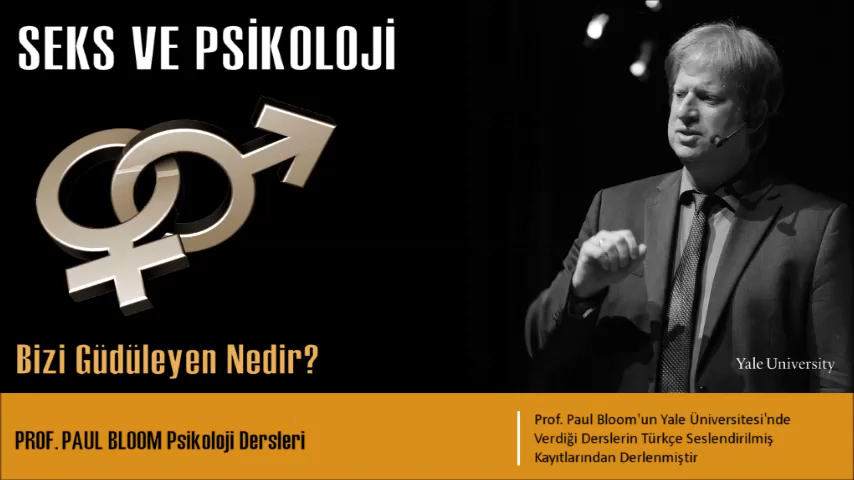 SEKS VE PSİKOLOJİ
Bizi Güdüleyen Nedir?
Yale University
PROF. PAUL BLOOM Psikoloji Dersleri
Prof. Paul Bloom'un Yale Üniversitesi'nde
Verdiği Derslerin Türkçe Seslendirilmiş
Kayıtlarından Derlenmiştir